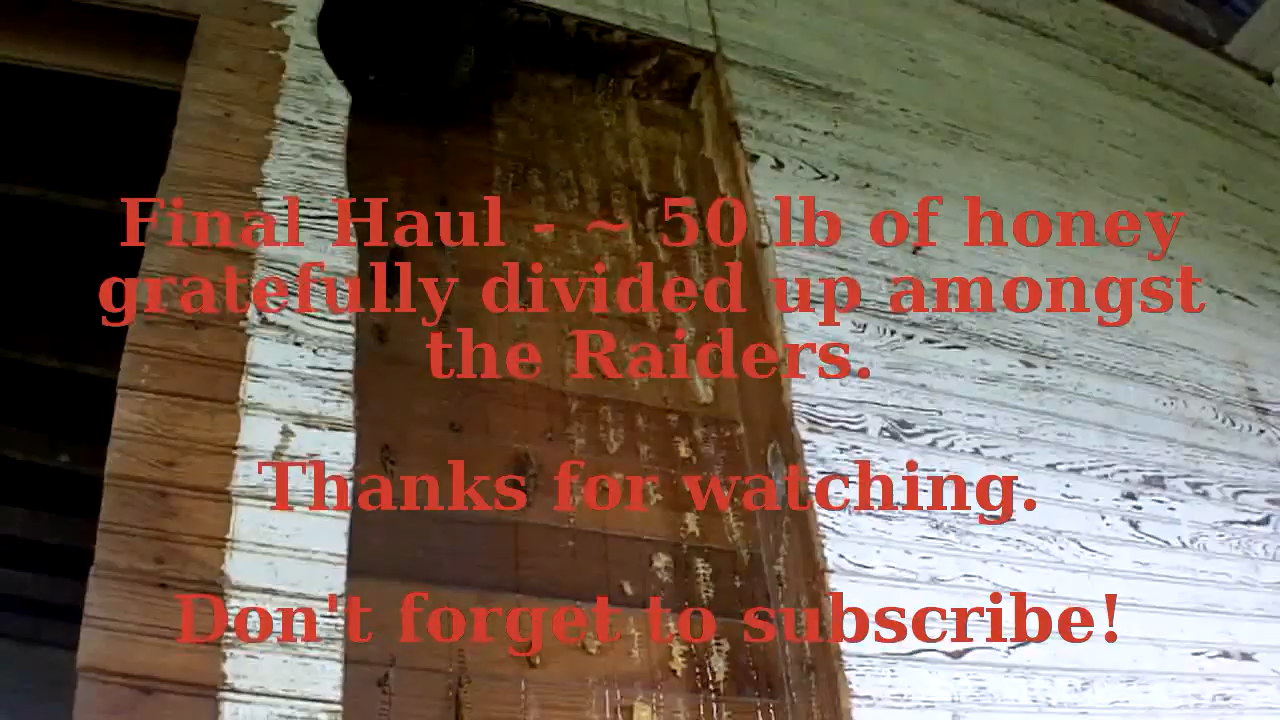 Final Haul - ~ 50 lb of honey
gratefully divided up amongst
the Raiders.
Thanks for watching.
Don't forget to subscribe!